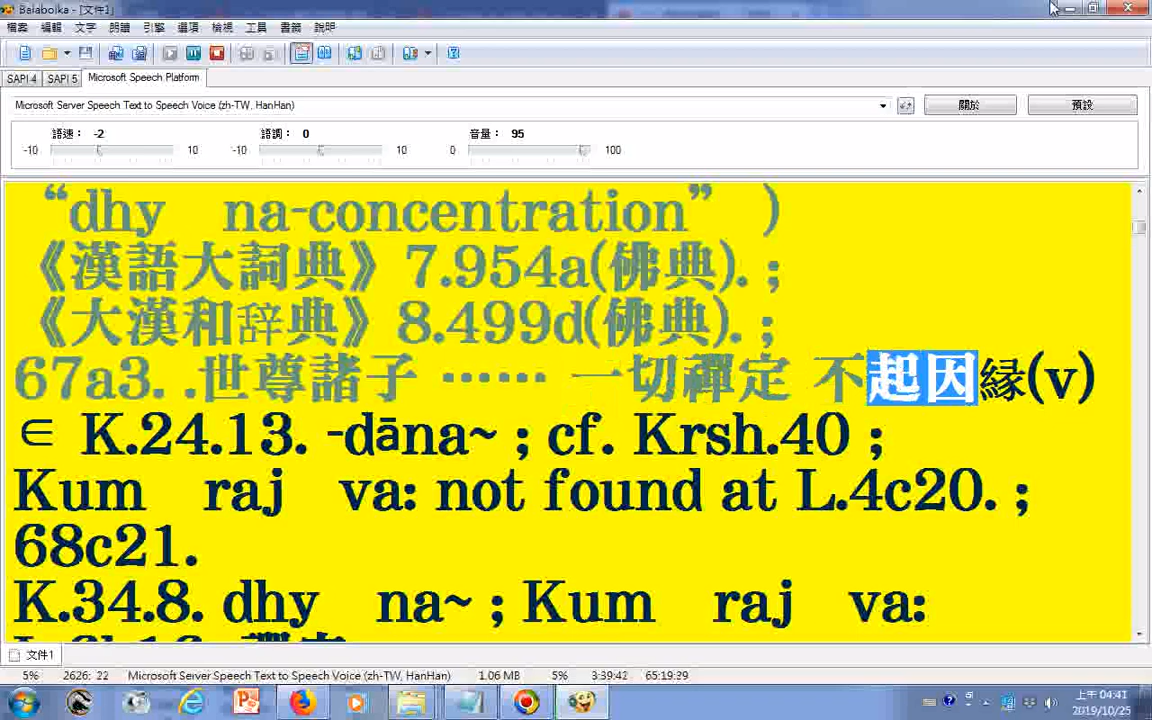 Balabolka - [文件1]
檔案 編輯 文字 朗讀 引擎 選項 檢視 工具 書籤 說明
SAPI 4 SAPI 5 Microsoft Speech Platform
Microsoft Server Speech Text to Speech Voice (zh-TW, HanHan) 關於 預設
語速： -2 語調： 0 音量： 95
-10 10 -10 10 0 100
“dhy na-concentration” )
《漢語大詞典》 7.954a(佛典). ;
《大漢和辞典》 8.499d(佛典). ;
67a3. .世尊諸子 …… 一切禪定 不起因縁(v)
∈ K.24.13. -dāna~ ; cf. Krsh.40 ;
Kum raj va: not found at L.4c20. ;
68c21.
K.34.8. dhy na~ ; Kum raj va:
文件1
5% 2626: 22 Microsoft Server Speech Text to Speech Voice (zh-TW, HanHan) 1.06 MB 5% 3:39:42 65:19:39
上午 04:41
2019/10/25